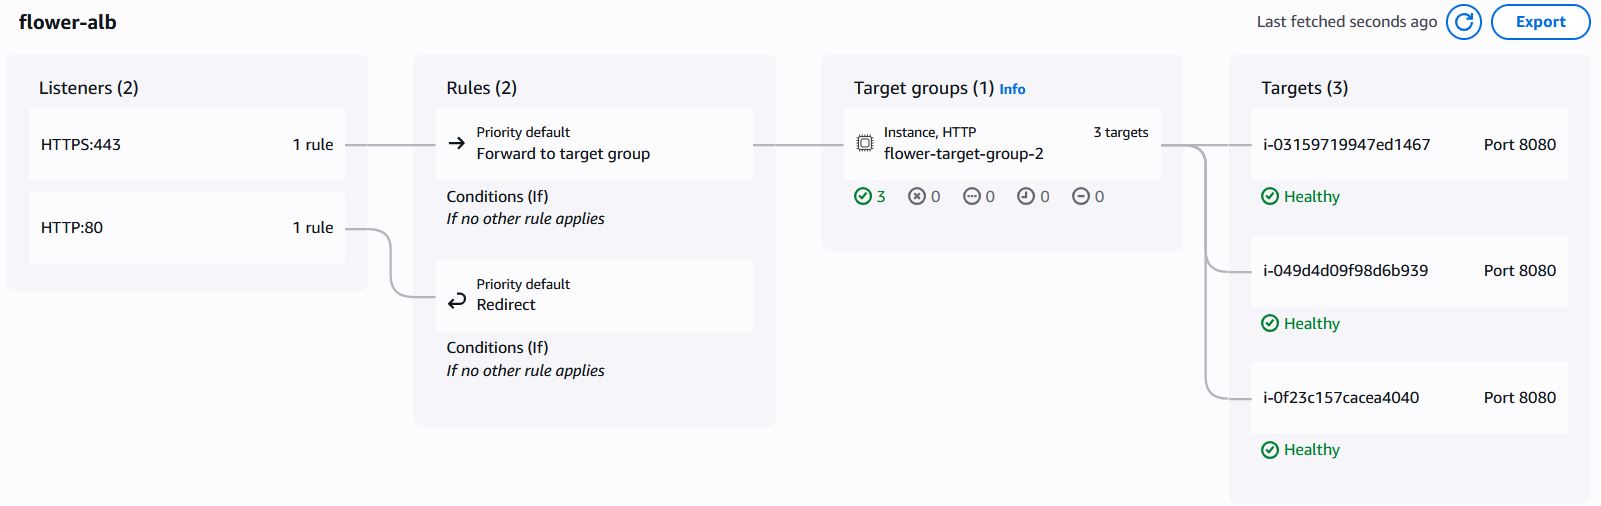 flower-alb
Last fetched seconds ago
Export
Listeners (2)
HTTPS:443 1 rule
HTTP:80 1 rule
Rules (2)
Priority default
Forward to target group
Conditions (If)
If no other rule applies
Priority default
Redirect
Conditions (If)
If no other rule applies
Target groups (1) Info
Instance, HTTP 3 targets
flower-target-group-2
3 0 0 0 0
Targets (3)
i-03159719947ed1467 Port 8080
Healthy
i-049d4d09f98d6b939 Port 8080
Healthy
i-0f23c157cacea4040 Port 8080
Healthy